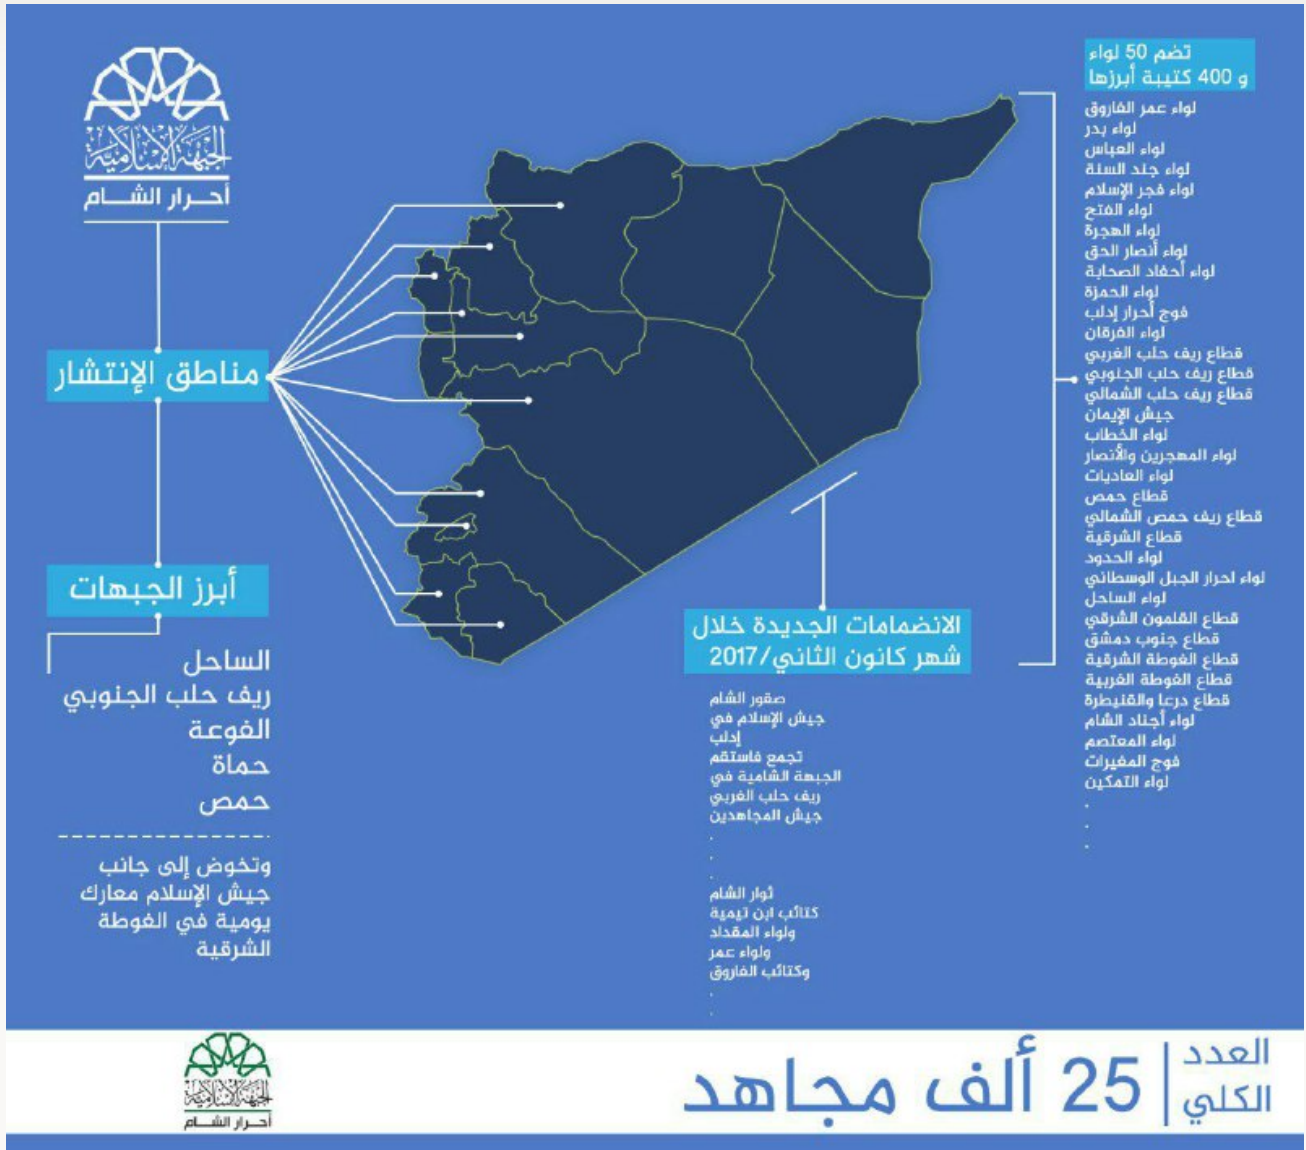 تضم 50 لواء
و 400 كتيبة أبرزها
لواء عمر الفاروق
لواء بدر
لواء العباس
لواء جند السنة
لواء فجر الإسلام
لواء الفتح
لواء الهجرة
لواء أنصار الحق
لواء أحفاد الصحابة
لواء الحمزة
فوج أحرار إدلب
لواء الفرقان
قطاع ريف حلب الغربي
قطاع ريف حلب الجنوبي
قطاع ريف حلب الشمالي
جيش الإيمان
لواء الخطاب
لواء المهجرين والأنصار
لواء العاديات
قطاع حمص
قطاع ريف حمص الشمالي
قطاع الشرقية
لواء الحدود
لواء احرار الجبل الوسطاني
لواء الساحل
قطاع القلمون الشرقي
قطاع جنوب دمشق
قطاع الغوطة الشرقية
قطاع الغوطة الغربية
قطاع درعا والقنيطرة
لواء أجناد الشام
لواء المعتصم
فوج المغيرات
لواء التمكين
.
.
.
الجبهة الإسلامية
أحرار الشــام
مناطق الإنتشار
أبرز الجبهات
الساحل
ريف حلب الجنوبي
الفوعة
حماة
حمص
وتخوض إلى جانب
جيش الإسلام معارك
يومية في الغوطة
الشرقية
الانضمامات الجديدة خلال
شهر كانون الثاني/2017
صقور الشام
جيش الإسلام في
إدلب
تجمع فاستقم
الجبهة الشامية في
ريف حلب الغربي
جيش المجاهدين
.
.
.
ثوار الشام
كتائب ابن تيمية
ولواء المقداد
ولواء عمر
وكتائب الفاروق
.
.
العدد
الكلي
25 ألف مجاهد
الجبهة الإسلامية
أحرار الشــام